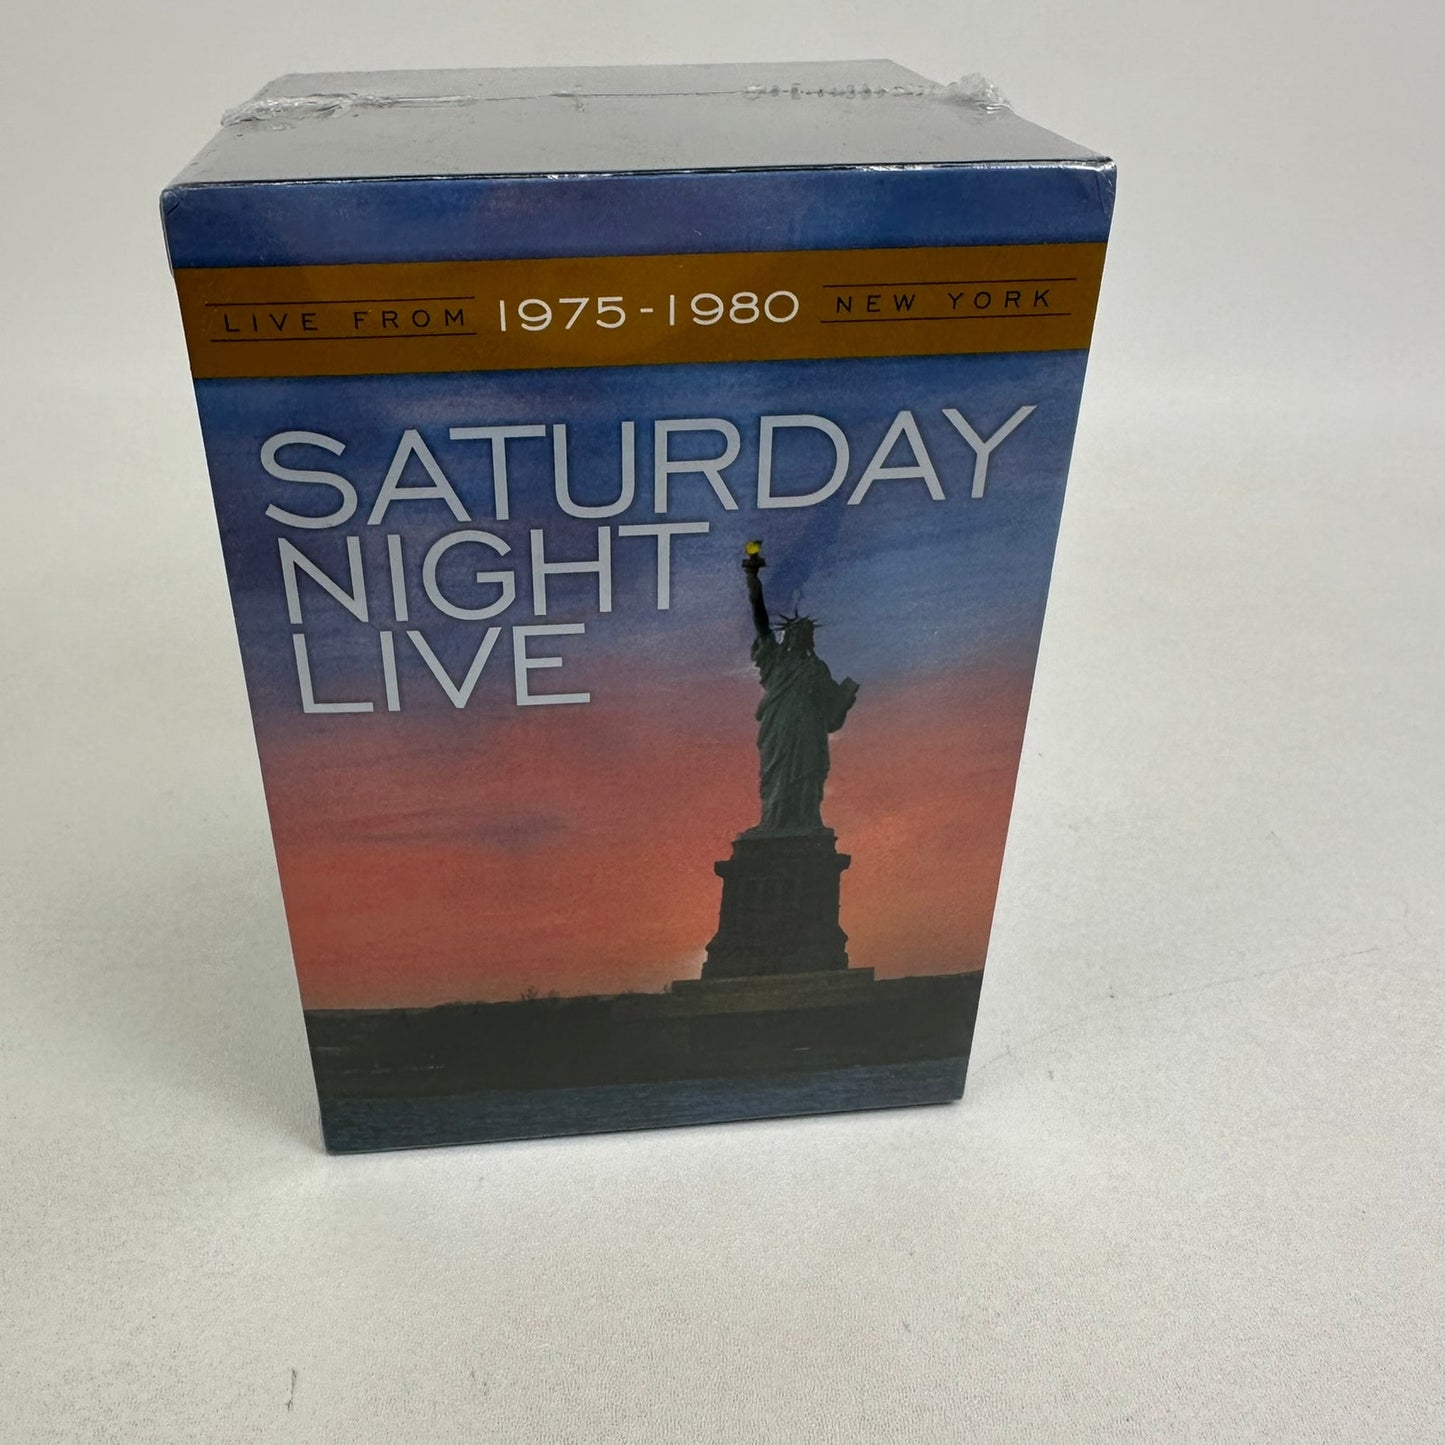 LIVE FROM 1975-1980 NEW YORK
SATURDAY
NIGHT
LIVE